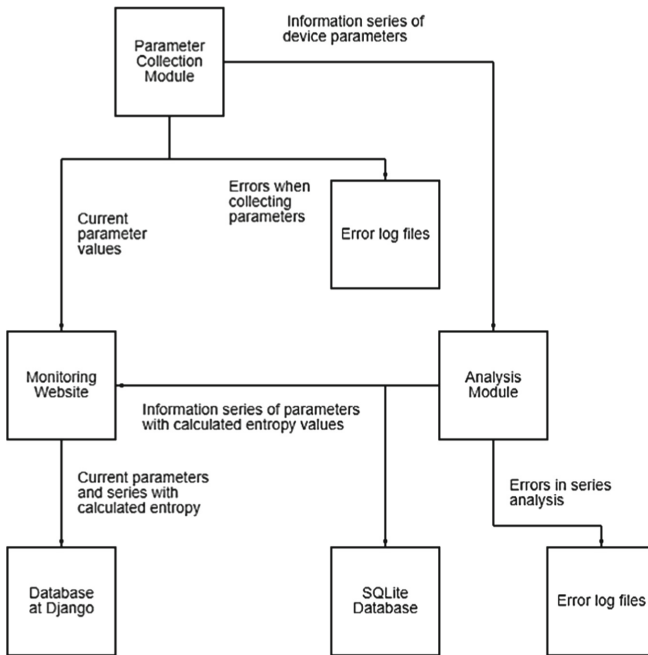 Information series of
device parameters
Parameter
Collection
Module
Errors when
collecting
parameters
Error log files
Current
parameter
values
Monitoring
Website
Analysis
Module
Information series of parameters
with calculated entropy values
Current parameters
and series with
calculated entropy
Errors in series
analysis
Database
at Django
SQLite
Database
Error log files